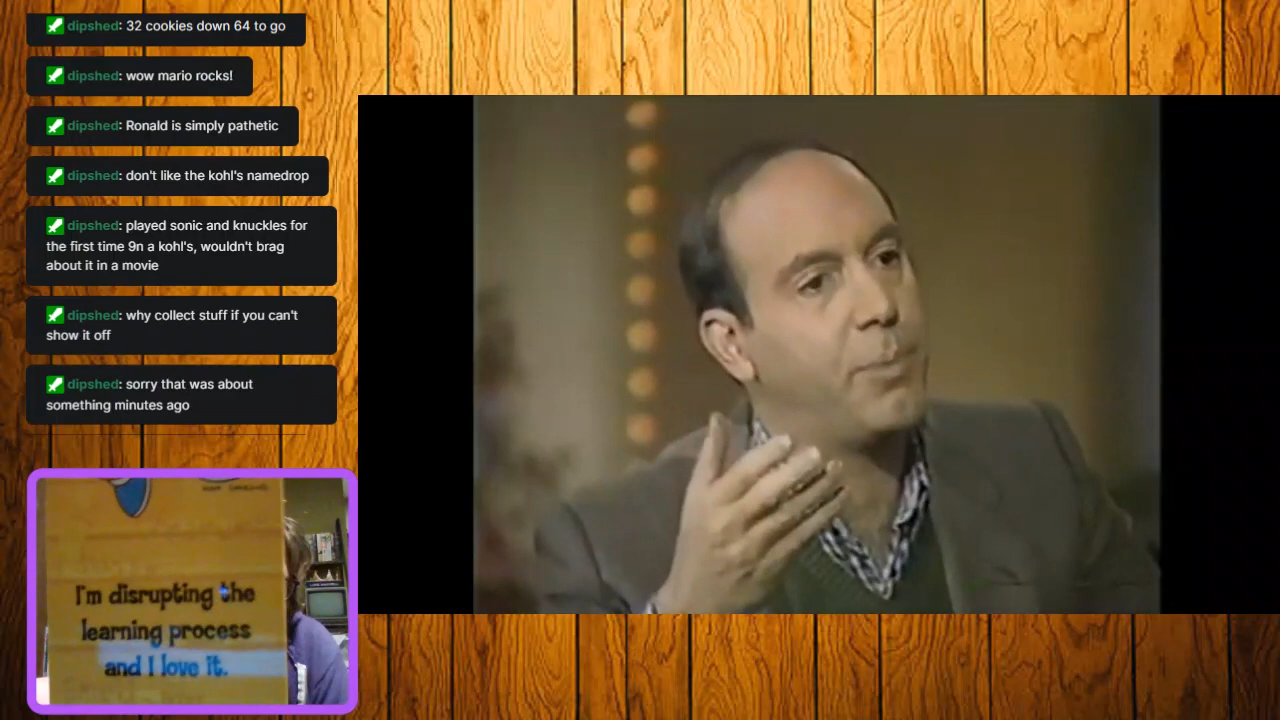 dipshed: 32 cookies down 64 to go
dipshed: wow mario rocks!
dipshed: Ronald is simply pathetic
dipshed: don't like the kohl's namedrop
dipshed: played sonic and knuckles for
the first time 9n a kohl's, wouldn't brag
about it in a movie
dipshed: why collect stuff if you can't
show it off
dipshed: sorry that was about
something minutes ago
I'm disrupting the
learning process
and I love it.